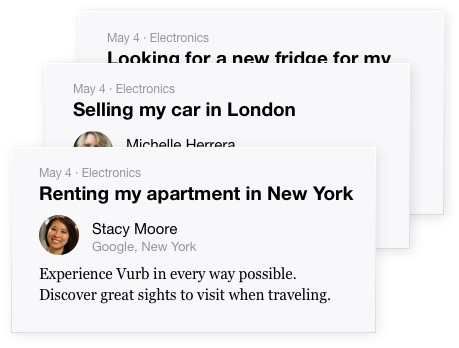 May 4 · Electronics
Looking for a new fridge for my
May 4 · Electronics
Selling my car in London
Michelle Herrera
May 4 · Electronics
Renting my apartment in New York
Stacy Moore
Google, New York
Experience Vurb in every way possible.
Discover great sights to visit when traveling.